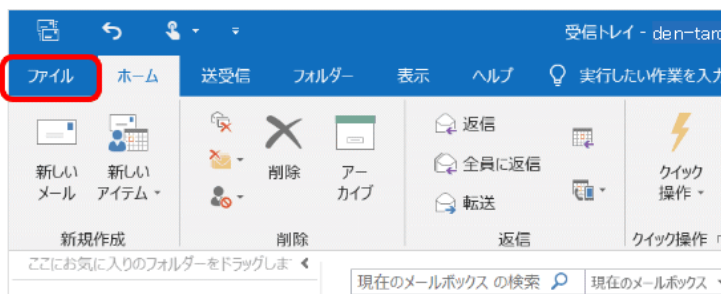 受信トレイ - den-taro
ファイル ホーム 送受信 フォルダー 表示 ヘルプ 実行したい作業を入力
新しい メール
新しい アイテム
削除
アー カイブ
返信
全員に返信
転送
クイック 操作
新規作成 削除 返信 クイック操作
ここにお気に入りのフォルダーをドラッグしま
現在のメールボックス の検索 現在のメールボックス